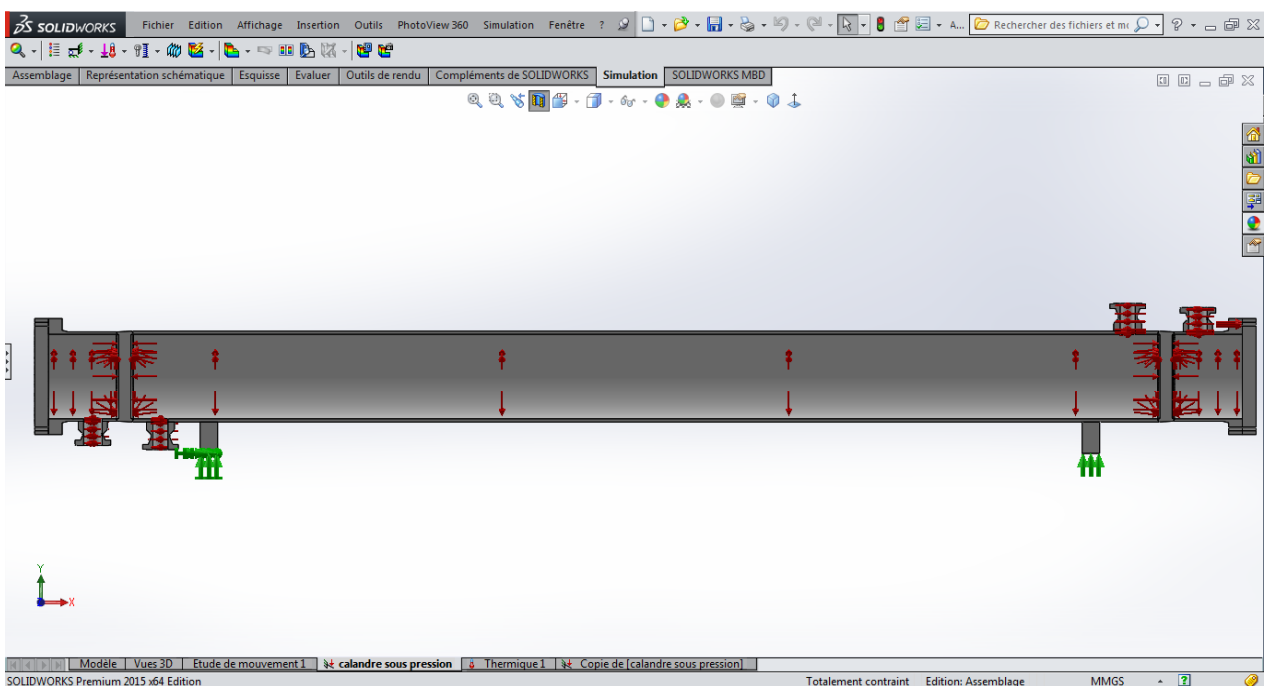 SOLIDWORKS Fichier Edition Affichage Insertion Outils PhotoView 360 Simulation Fenêtre ? A... Rechercher des fichiers et mo ?
Assemblage Représentation schématique Esquisse Evaluer Outils de rendu Compléments de SOLIDWORKS Simulation SOLIDWORKS MBD
Y
X
Modèle Vues 3D Etude de mouvement 1 calandre sous pression Thermique 1 Copie de [calandre sous pression]
SOLIDWORKS Premium 2015 x64 Edition Totalement contraint Edition: Assemblage MMGS ?